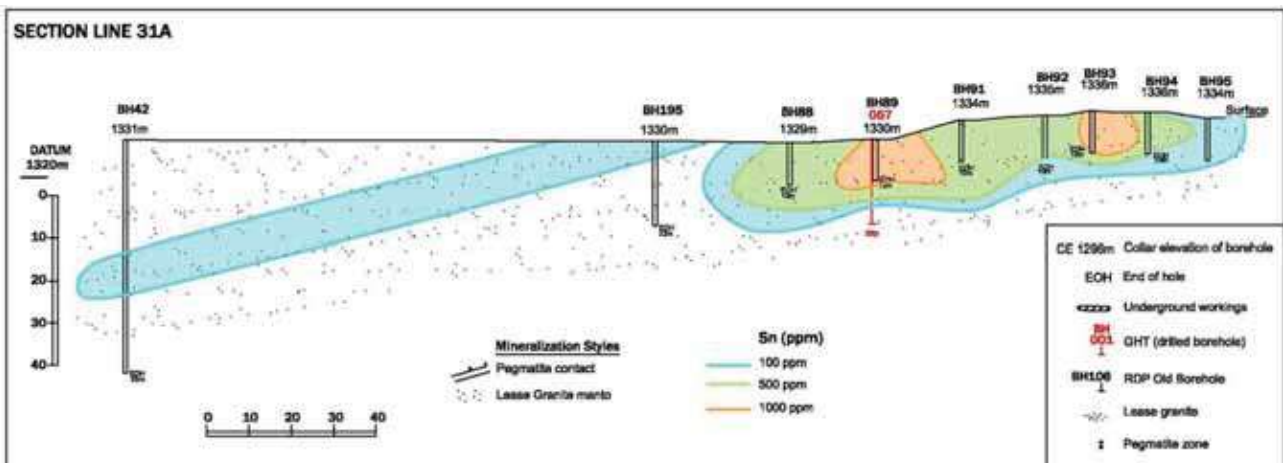 SECTION LINE 31A
BH42
1331m
BH195
1330m
BH88
1329m
BH89
067
1330m
BH91
1334m
BH92
1335m
BH93
1336m
BH94
1336m
BH95
1334m
Surface
DATUM
1320m
0
10
20
30
40
0 10 20 30 40
Mineralization Styles
Pegmatite contact
Lease Granite manto
Sn (ppm)
100 ppm
500 ppm
1000 ppm
CE 1296m Collar elevation of borehole
EOH End of hole
Underground workings
BH
001
GHT (drilled borehole)
BH106 RDP Old Borehole
Lease granite
Pegmatite zone